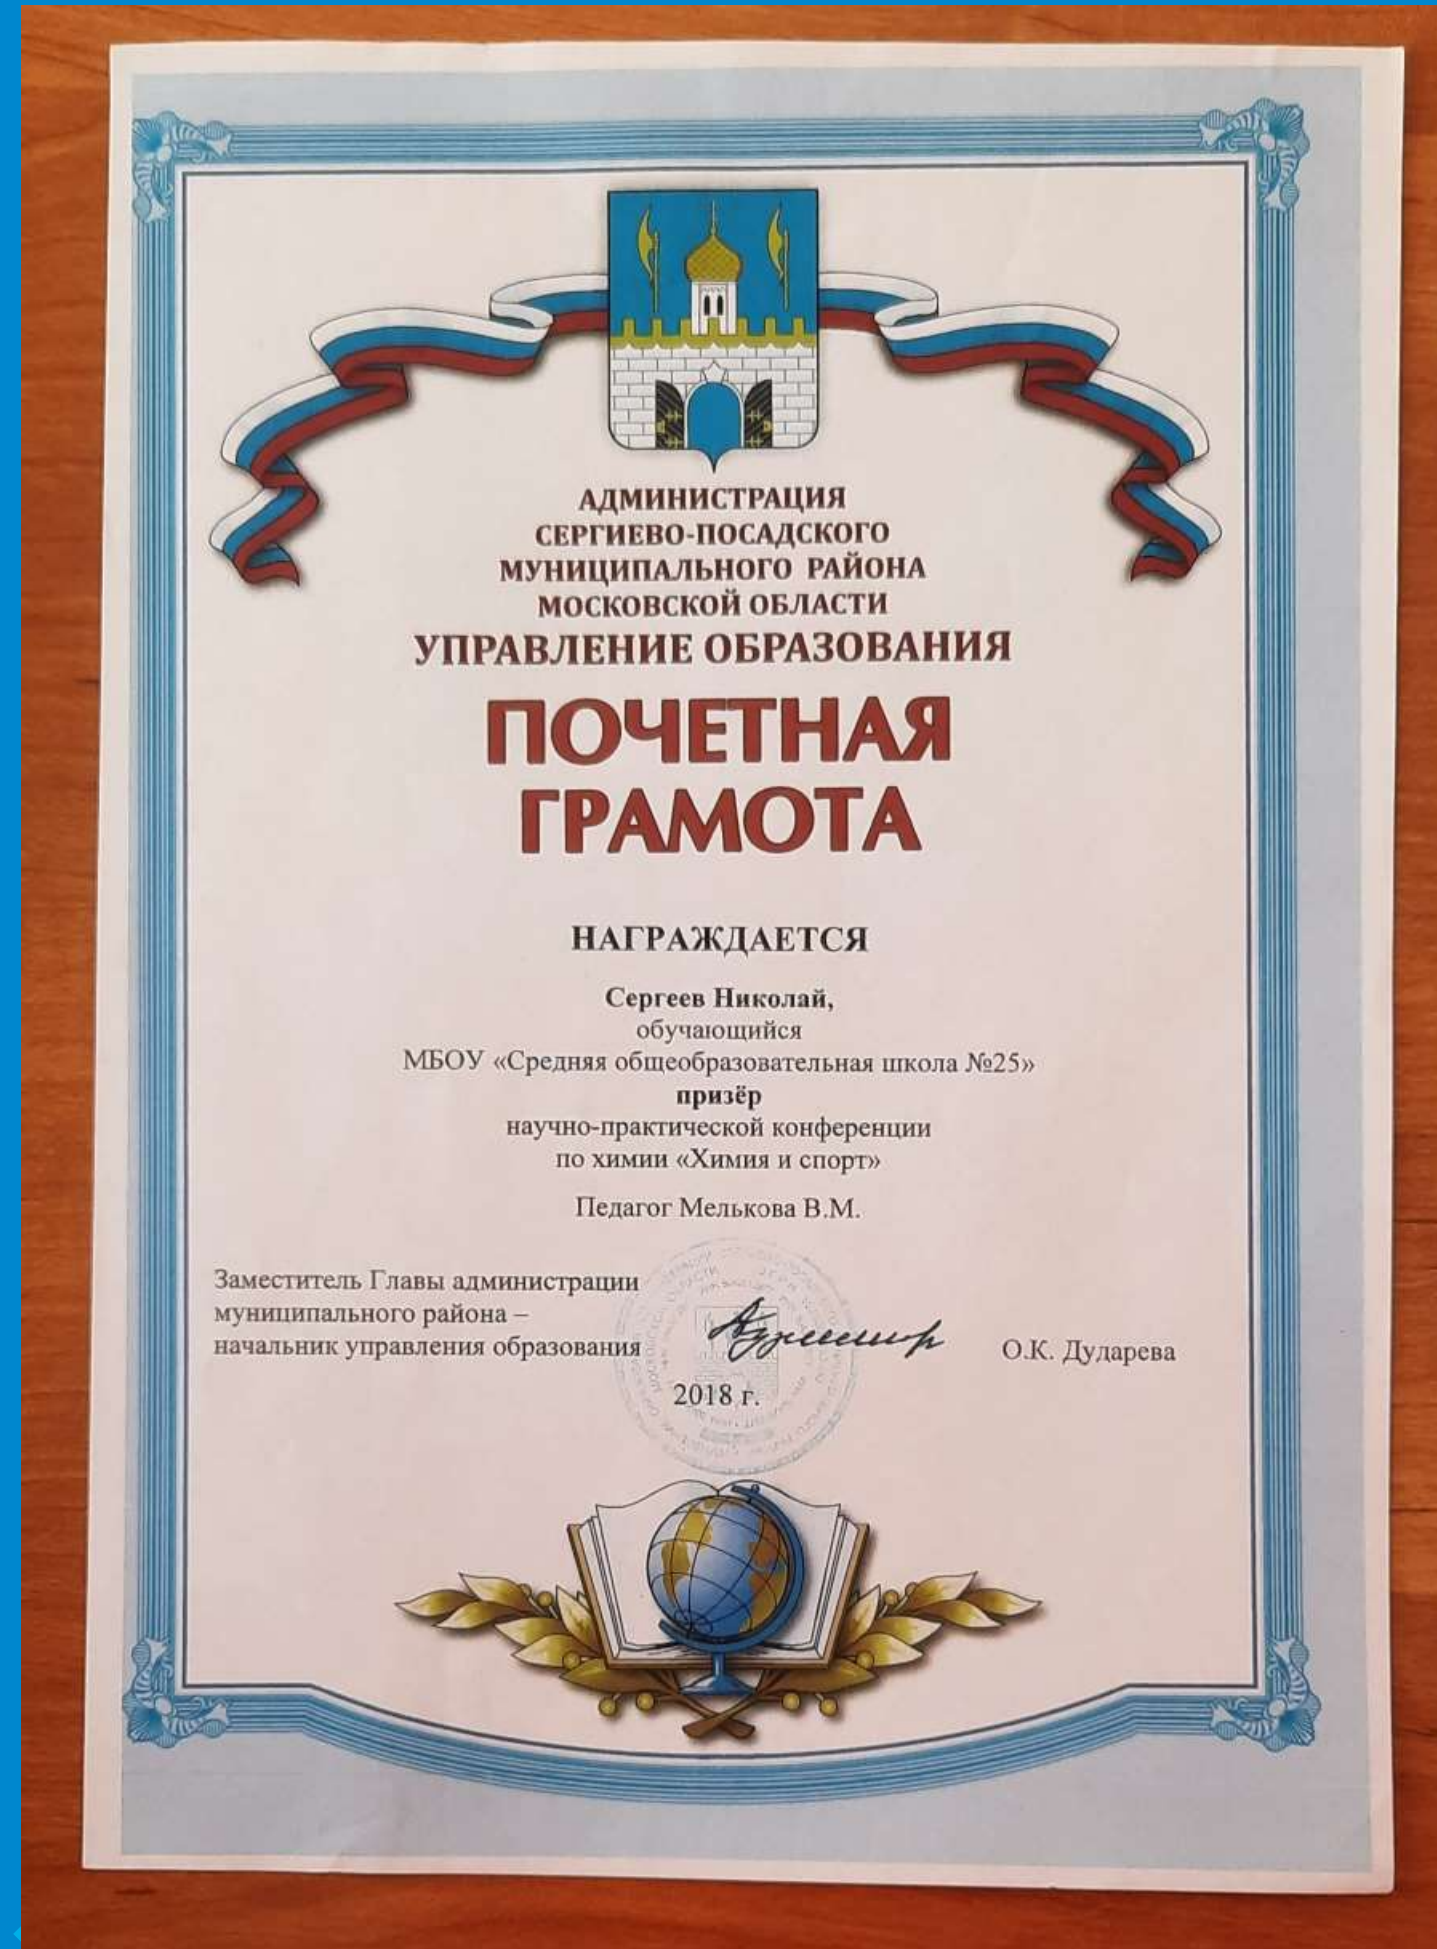 АДМИНИСТРАЦИЯ
СЕРГИЕВО-ПОСАДСКОГО
МУНИЦИПАЛЬНОГО РАЙОНА
МОСКОВСКОЙ ОБЛАСТИ
УПРАВЛЕНИЕ ОБРАЗОВАНИЯ
ПОЧЕТНАЯ
ГРАМОТА
НАГРАЖДАЕТСЯ
Сергеев Николай,
обучающийся
МБОУ «Средняя общеобразовательная школа №25»
призёр
научно-практической конференции
по химии «Химия и спорт»
Педагог Мелькова В.М.
Заместитель Главы администрации
муниципального района –
начальник управления образования
О.К. Дударева
2018 г.